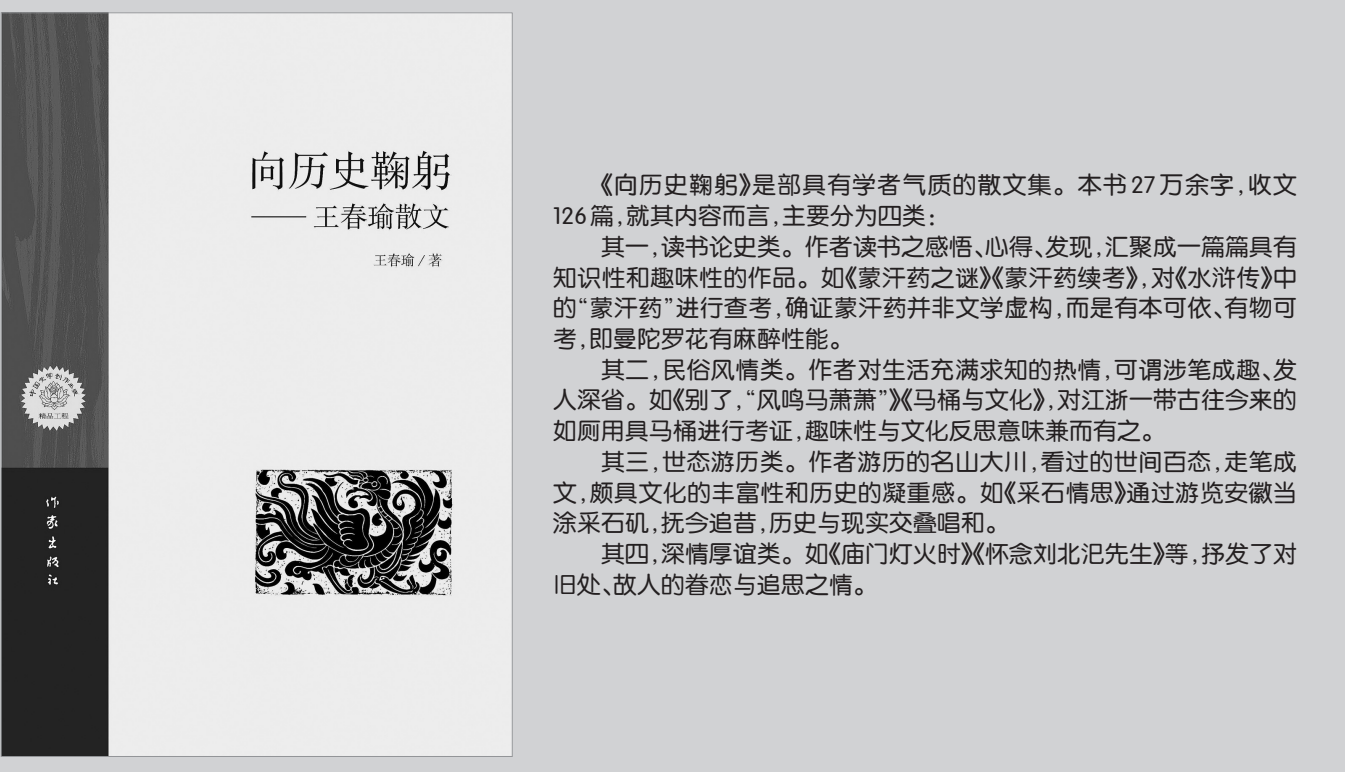 向历史鞠躬
——王春瑜散文
王春瑜/著
精品工程
作家出版社
《向历史鞠躬》是部具有学者气质的散文集。本书27万余字,收文
126篇,就其内容而言,主要分为四类:
其一,读书论史类。作者读书之感悟、心得、发现,汇聚成一篇篇具有
知识性和趣味性的作品。如《蒙汗药之谜》《蒙汗药续考》,对《水浒传》中
的“蒙汗药”进行查考,确证蒙汗药并非文学虚构,而是有本可依、有物可
考,即曼陀罗花有麻醉性能。
其二,民俗风情类。作者对生活充满求知的热情,可谓涉笔成趣、发
人深省。如《别了,“风鸣马萧萧”》《马桶与文化》,对江浙一带古往今来的
如厕用具马桶进行考证,趣味性与文化反思意味兼而有之。
其三,世态游历类。作者游历的名山大川,看过的世间百态,走笔成
文,颇具文化的丰富性和历史的凝重感。如《采石情思》通过游览安徽当
涂采石矶,抚今追昔,历史与现实交叠唱和。
其四,深情厚谊类。如《庙门灯火时》《怀念刘北汜先生》等,抒发了对
旧处、故人的眷恋与追思之情。